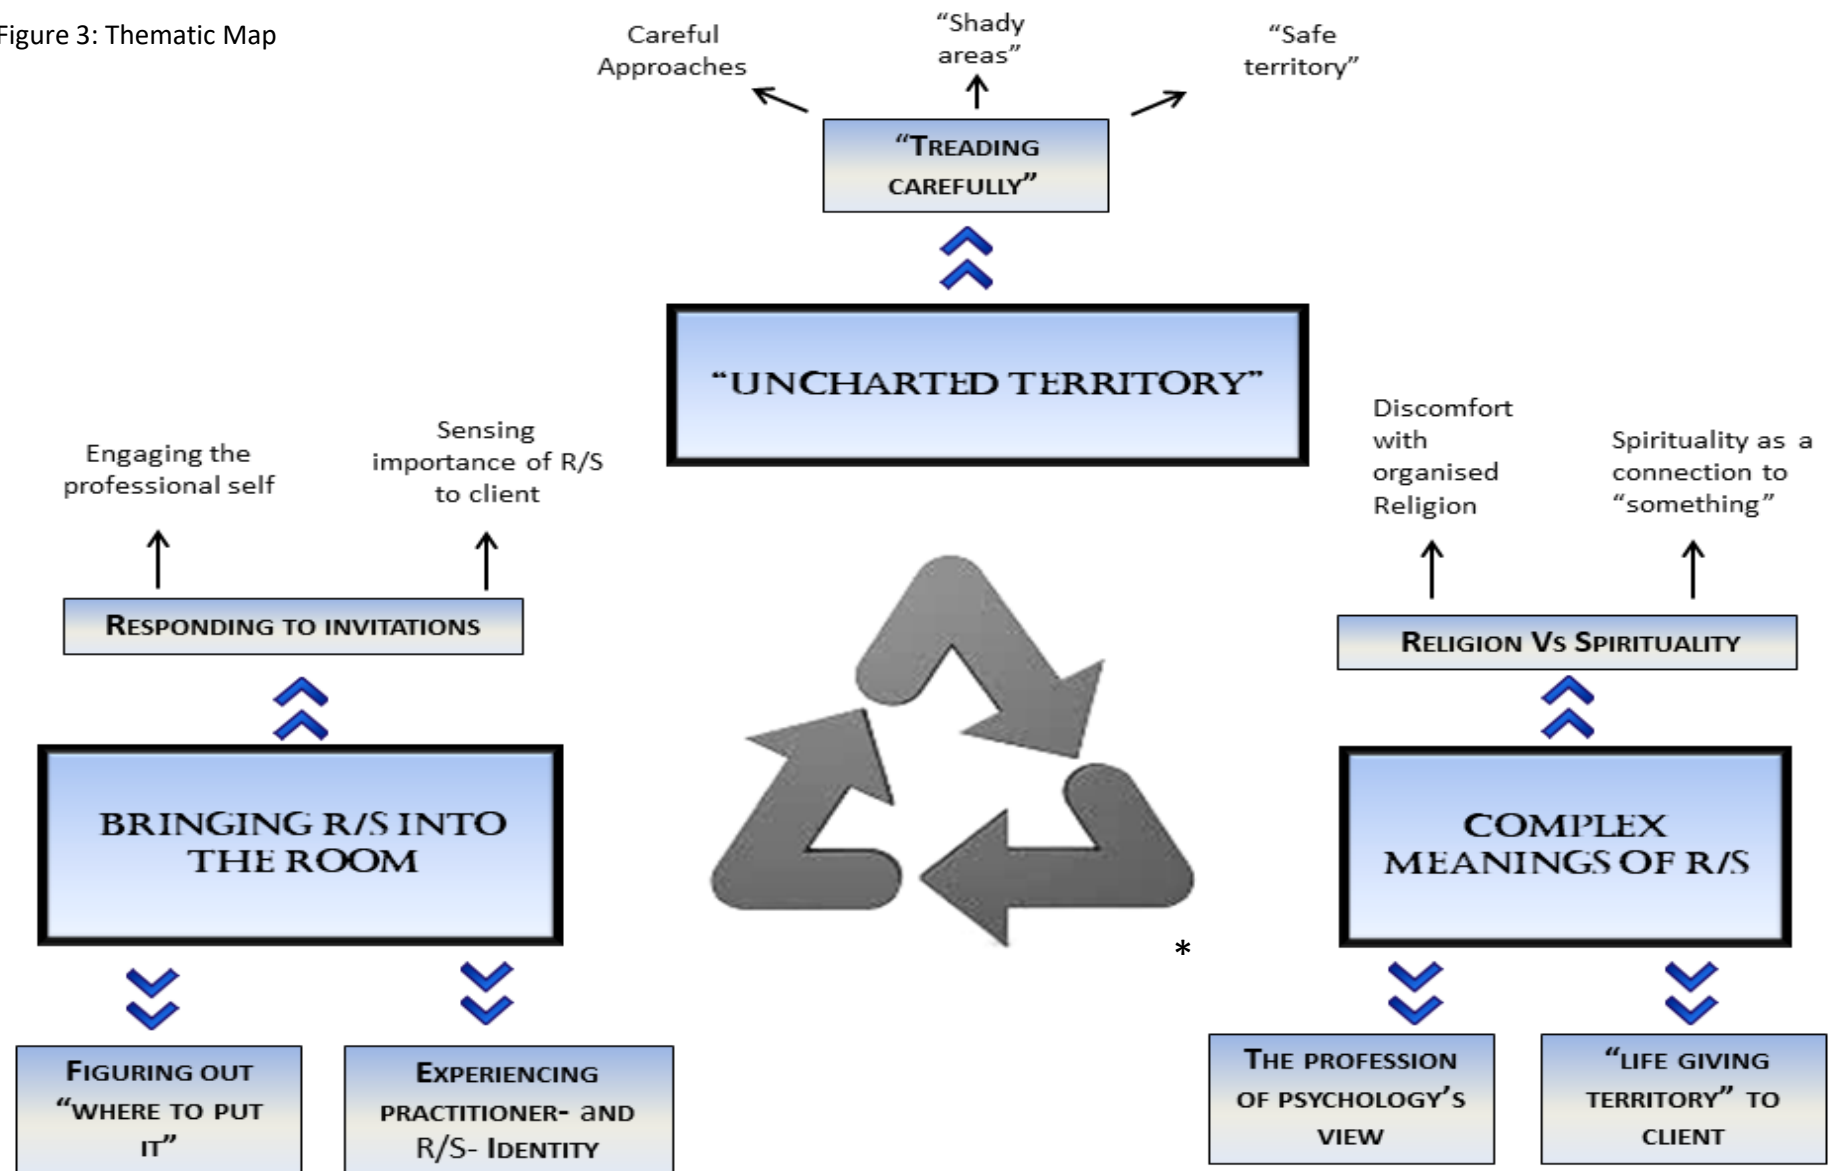 Figure 3: Thematic Map
Careful
Approaches
“Shady
areas”
“Safe
territory”
“TREADING
CAREFULLY”
“UNCHARTED TERRITORY”
Engaging the
professional self
Sensing
importance of R/S
to client
Discomfort
with
organised
Religion
Spirituality as a
connection to
“something”
RESPONDING TO INVITATIONS
RELIGION VS SPIRITUALITY
BRINGING R/S INTO
THE ROOM
COMPLEX
MEANINGS OF R/S
*
FIGURING OUT
“WHERE TO PUT
IT”
EXPERIENCING
PRACTITIONER- AND
R/S- IDENTITY
THE PROFESSION
OF PSYCHOLOGY’S
VIEW
“LIFE GIVING
TERRITORY” TO
CLIENT